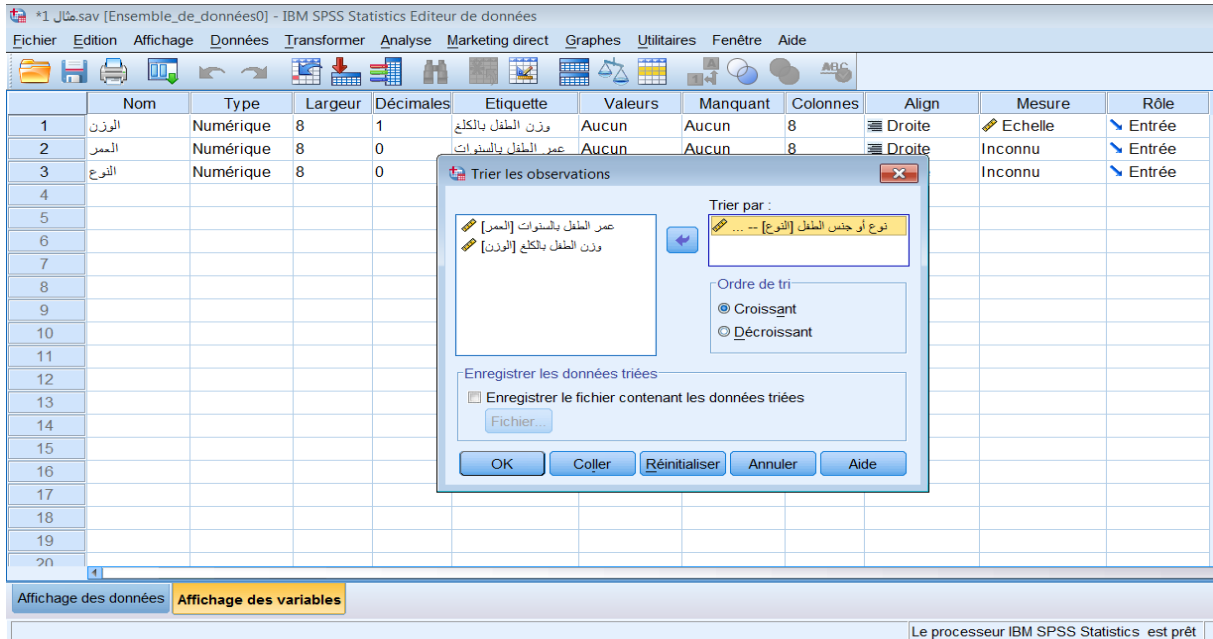 *مثال 1.sav [Ensemble_de_données0] - IBM SPSS Statistics Editeur de données
Fichier Edition Affichage Données Transformer Analyse Marketing direct Graphes Utilitaires Fenêtre Aide
Nom Type Largeur Décimales Etiquette Valeurs Manquant Colonnes Align Mesure Rôle
1 الوزن Numérique 8 1 وزن الطفل بالكلغ Aucun Aucun 8 Droite Echelle Entrée
2 العمر Numérique 8 0 عمر الطفل بالسنوات Aucun Aucun 8 Droite Inconnu Entrée
3 النوع Numérique 8 0 Inconnu Entrée
4
5
6
7
8
9
10
11
12
13
14
15
16
17
18
19
20
Trier les observations
عمر الطفل بالسنوات [العمر]
وزن الطفل بالكلغ [الوزن]
Trier par :
نوع أو جنس الطفل [النوع] -- ...
Ordre de tri
Croissant
Décroissant
Enregistrer les données triées
Enregistrer le fichier contenant les données triées
Fichier...
OK Coller Réinitialiser Annuler Aide
Affichage des données Affichage des variables
Le processeur IBM SPSS Statistics est prêt